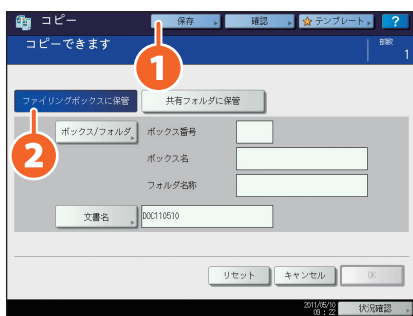 コピー 保存 確認 テンプレート ?
コピーできます 部数 1
1
ファイリングボックスに保管 共有フォルダに保管
2
ボックス/フォルダ ボックス番号
ボックス名
フォルダ名称
文書名 DOC110510
リセット キャンセル OK
2011/05/10
09 : 22 状況確認